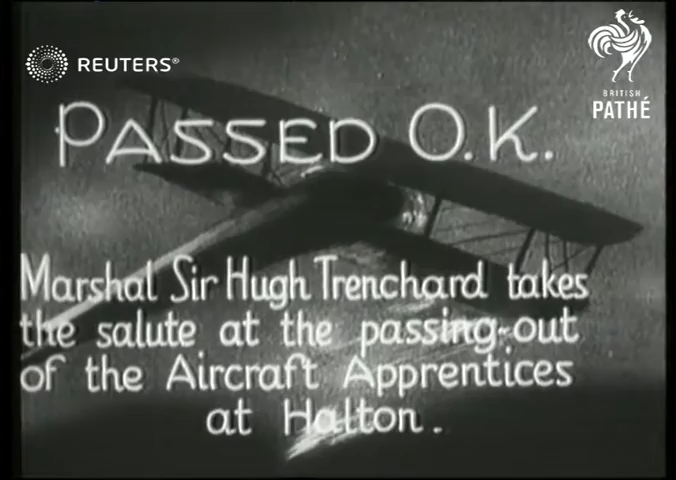 REUTERS®
BRITISH
PATHÉ
PASSED O.K.
Marshal Sir Hugh Trenchard takes
the salute at the passing-out
of the Aircraft Apprentices
at Halton.